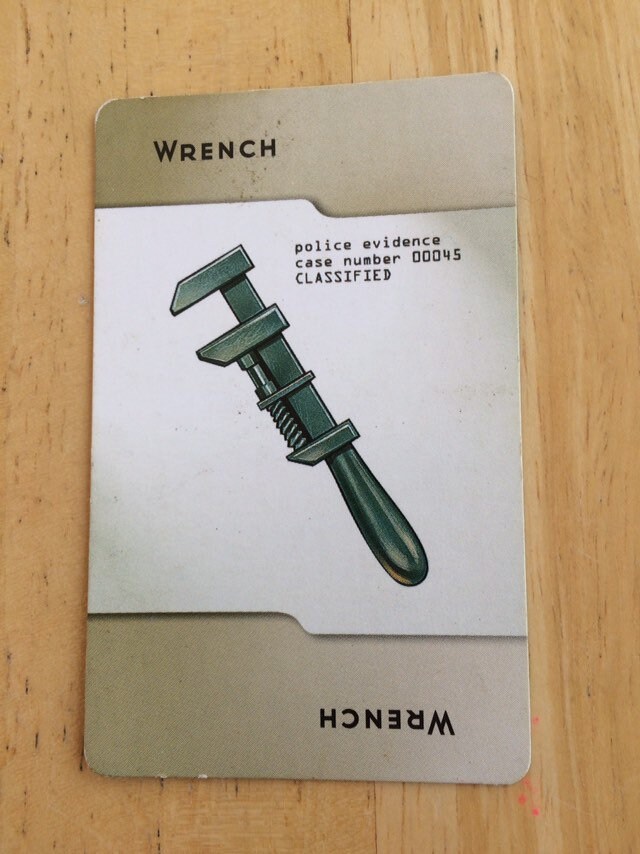 WRENCH
police evidence
case number 00045
CLASSIFIED
WRENCH